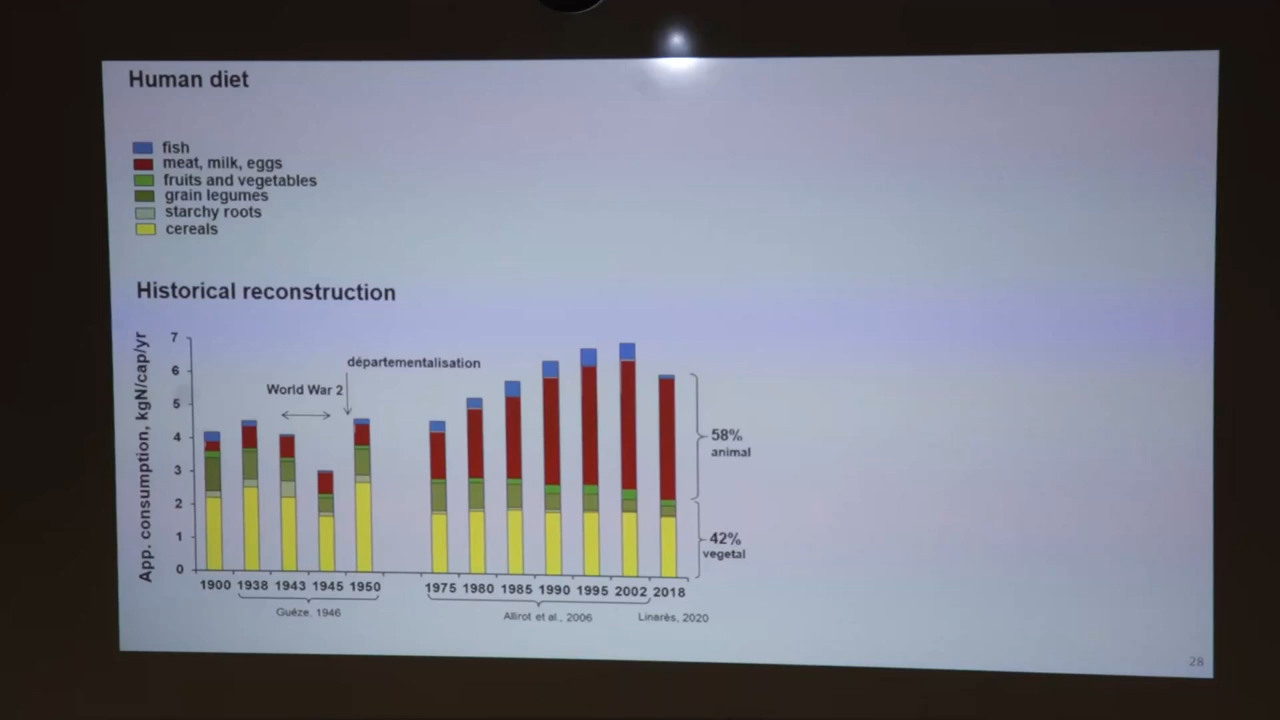 Human diet
fish
meat, milk, eggs
fruits and vegetables
grain legumes
starchy roots
cereals
Historical reconstruction
App. consumption, kgN/cap/yr
7
6
5
4
3
2
1
0
départementalisation
World War 2
58%
animal
42%
vegetal
1900 1938 1943 1945 1950 1975 1980 1985 1990 1995 2002 2018
Guéze, 1946
Allirot et al., 2006
Linarès, 2020
28